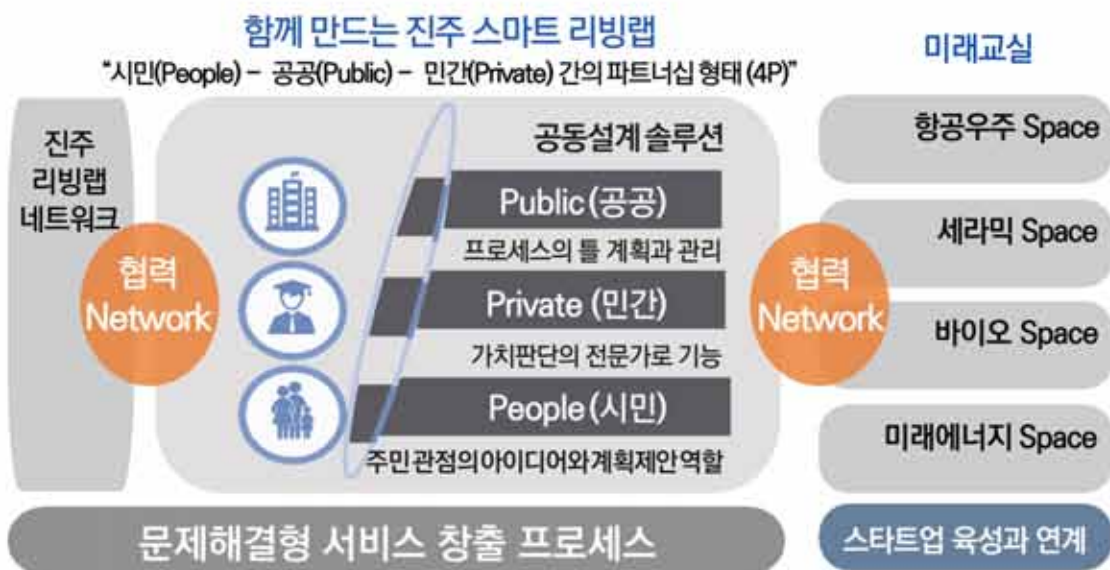 함께 만드는 진주 스마트 리빙랩
“시민(People) - 공공(Public) - 민간(Private) 간의 파트너십 형태 (4P)”
진주
리빙랩
네트워크
협력
Network
공동설계 솔루션
Public (공공)
프로세스의 틀 계획과 관리
Private (민간)
가치판단의 전문가로 기능
People (시민)
주민 관점의 아이디어와 계획제안 역할
협력
Network
문제해결형 서비스 창출 프로세스
미래교실
항공우주 Space
세라믹 Space
바이오 Space
미래에너지 Space
스타트업 육성과 연계